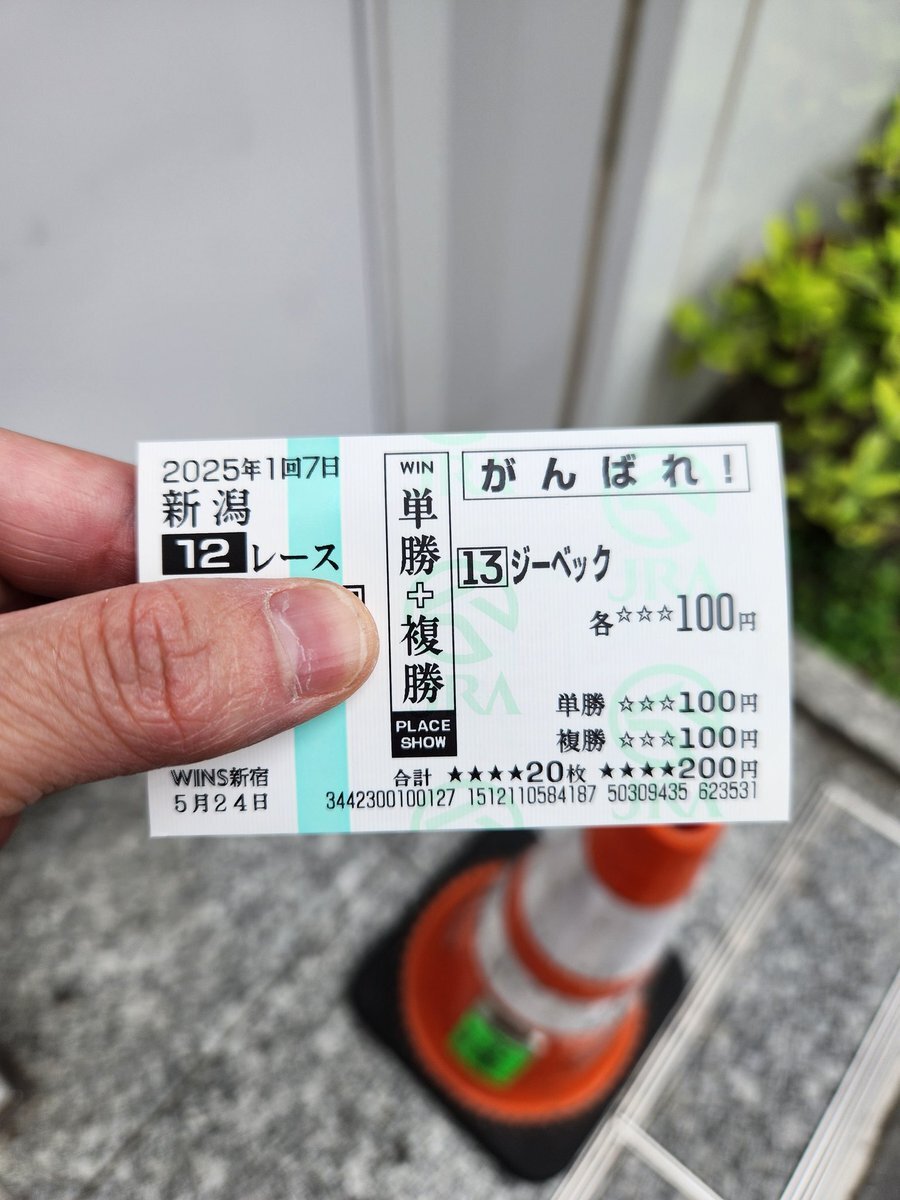 2025年1回7日
新潟
12レース
WINS新宿
5月24日
WIN
単勝+複勝
PLACE
SHOW
がんばれ!
13 ジーベック
各☆☆☆100円
単勝 ☆☆☆100円
複勝 ☆☆☆100円
合計 ★★★★20枚 ★★★★200円
3442300100127 1512110584187 50309435 623531
JRA
JRA
JRA